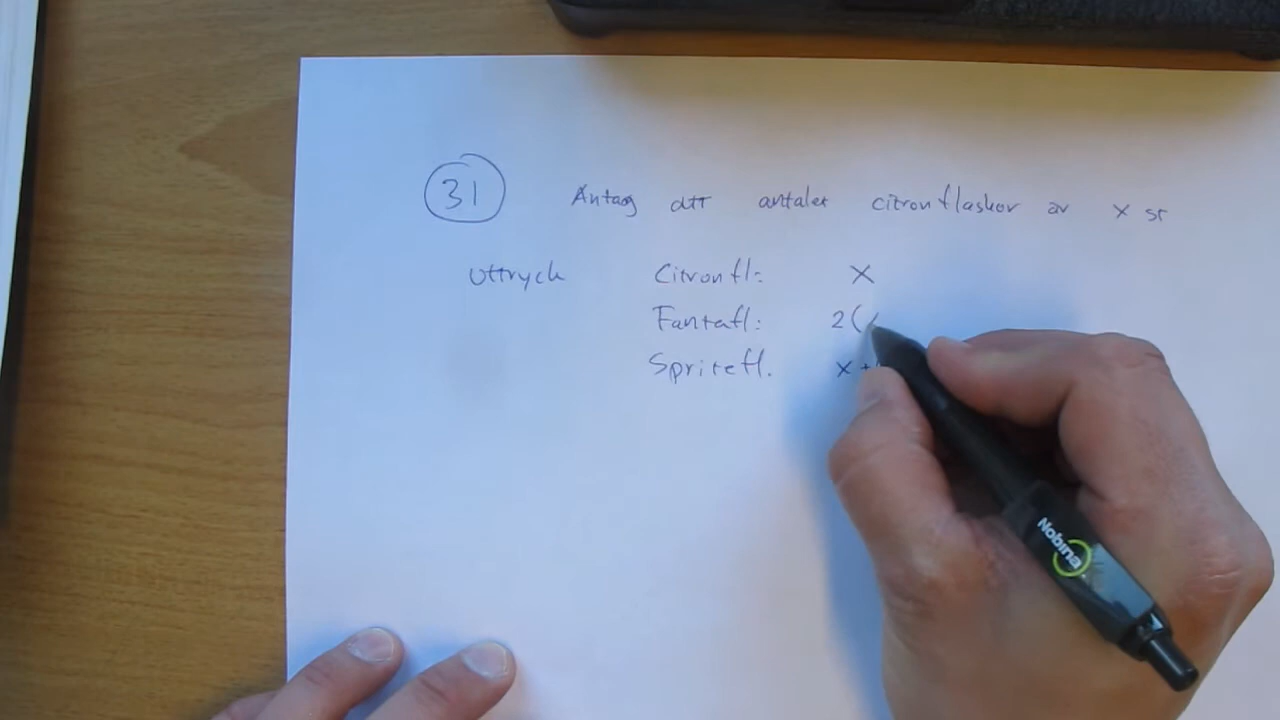 31 Antag att antalet citronflaskor är x st
Uttryck Citronfl: x
Fantafl: 2(
Spritefl. x +
Nobina